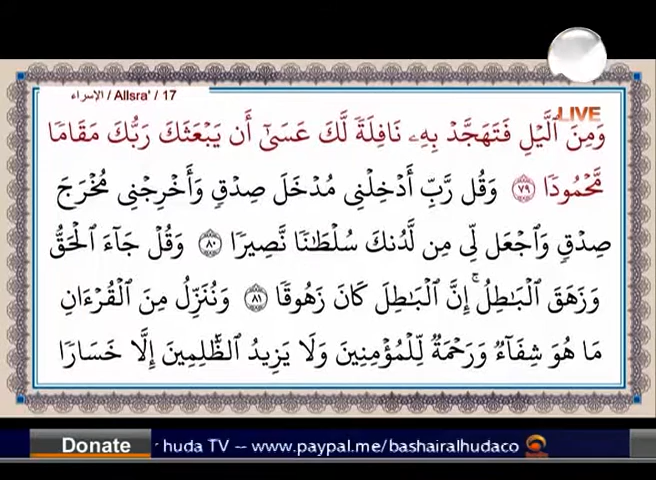 الإسراء / Allsra' / 17
LIVE
وَمِنَ ٱلَّيۡلِ فَتَهَجَّدۡ بِهِۦ نَافِلَةٗ لَّكَ عَسَىٰٓ أَن يَبۡعَثَكَ رَبُّكَ مَقَامٗا
مَّحۡمُودٗا ٧٩ وَقُل رَّبِّ أَدۡخِلۡنِي مُدۡخَلَ صِدۡقٖ وَأَخۡرِجۡنِي مُخۡرَجَ
صِدۡقٖ وَٱجۡعَل لِّي مِن لَّدُنكَ سُلۡطَٰنٗا نَّصِيرٗا ٨٠ وَقُلۡ جَآءَ ٱلۡحَقُّ
وَزَهَقَ ٱلۡبَٰطِلُۚ إِنَّ ٱلۡبَٰطِلَ كَانَ زَهُوقٗا ٨١ وَنُنَزِّلُ مِنَ ٱلۡقُرۡءَانِ
مَا هُوَ شِفَآءٞ وَرَحۡمَةٞ لِّلۡمُؤۡمِنِينَ وَلَا يَزِيدُ ٱلظَّٰلِمِينَ إِلَّا خَسَارٗا
Donate huda TV -- www.paypal.me/bashairalhudaco